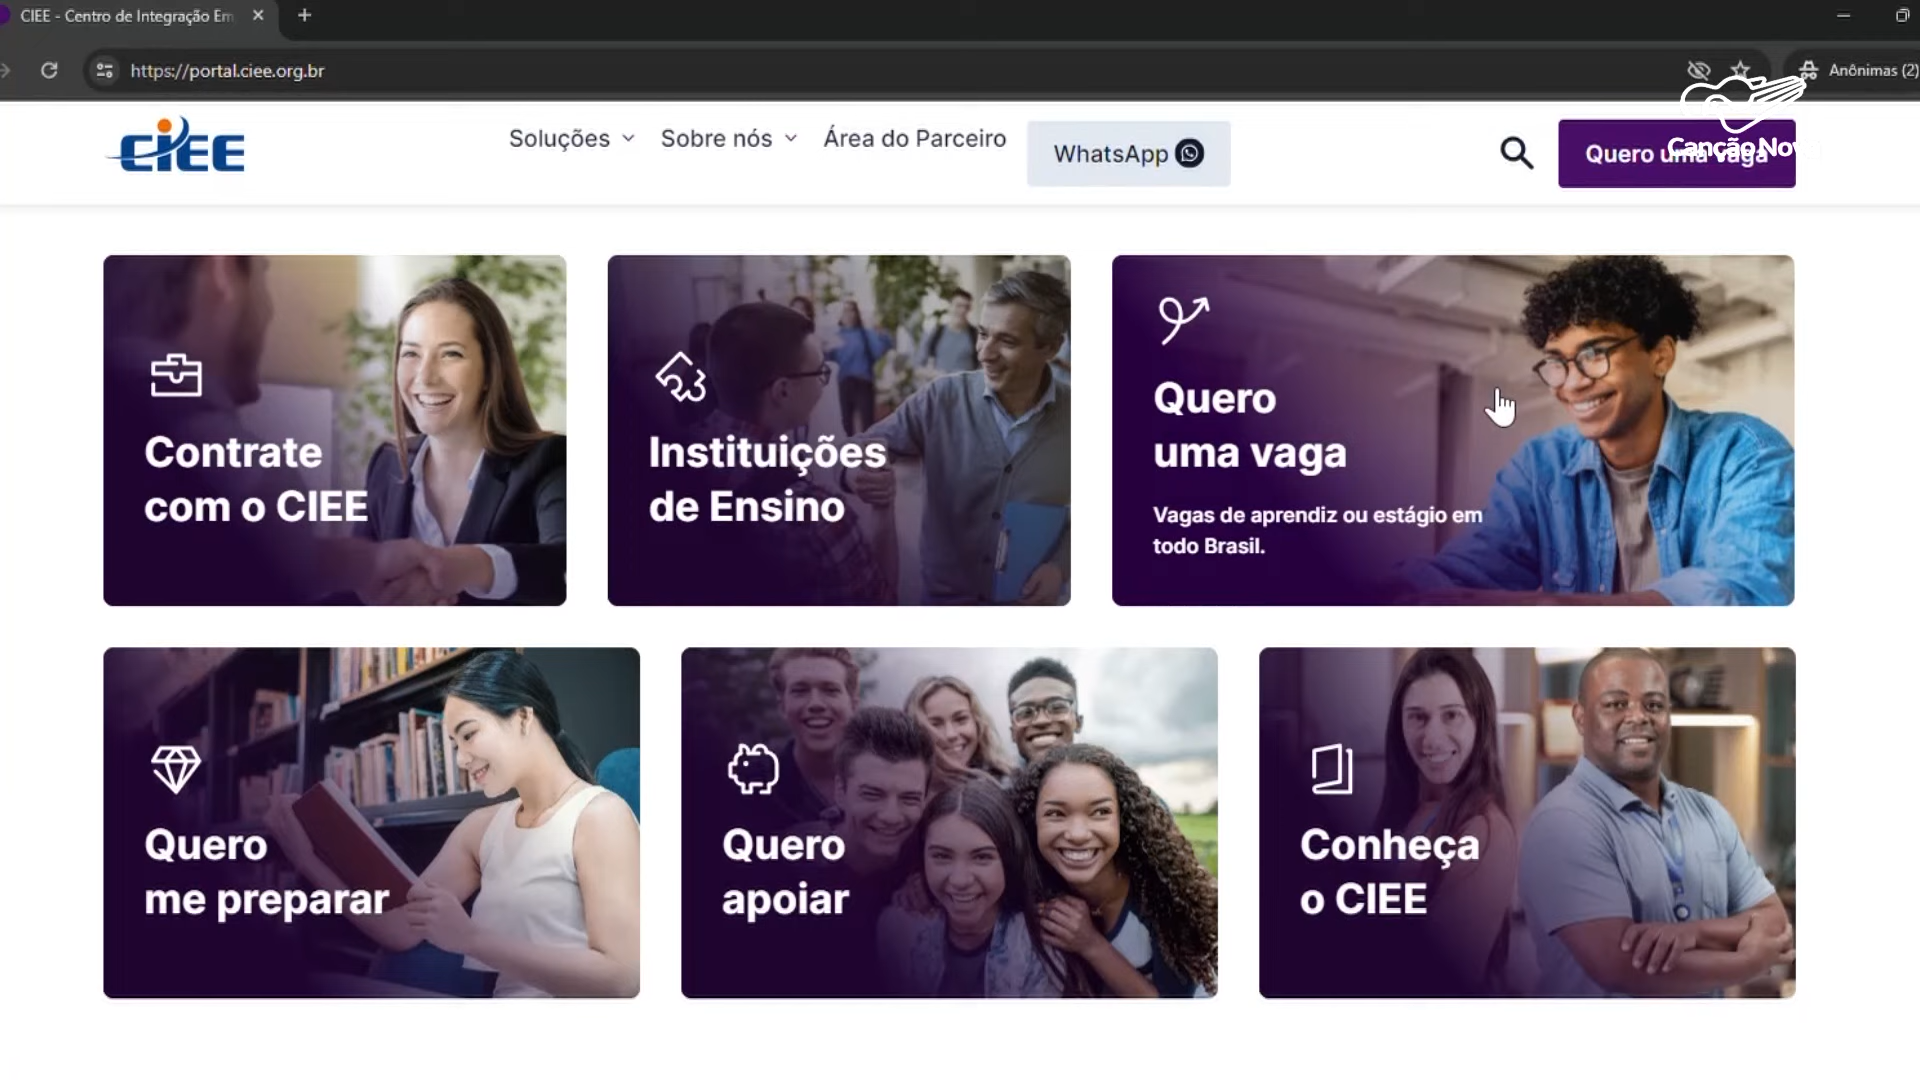 CIEE - Centro de Integração Em
https://portal.ciee.org.br
Anônimas (2)
CIEE
Soluções
Sobre nós
Área do Parceiro
WhatsApp
Quero uma vaga
CançãoNova
Contrate
com o CIEE
Instituições
de Ensino
Quero
uma vaga
Vagas de aprendiz ou estágio em
todo Brasil.
Quero
me preparar
Quero
apoiar
Conheça
o CIEE